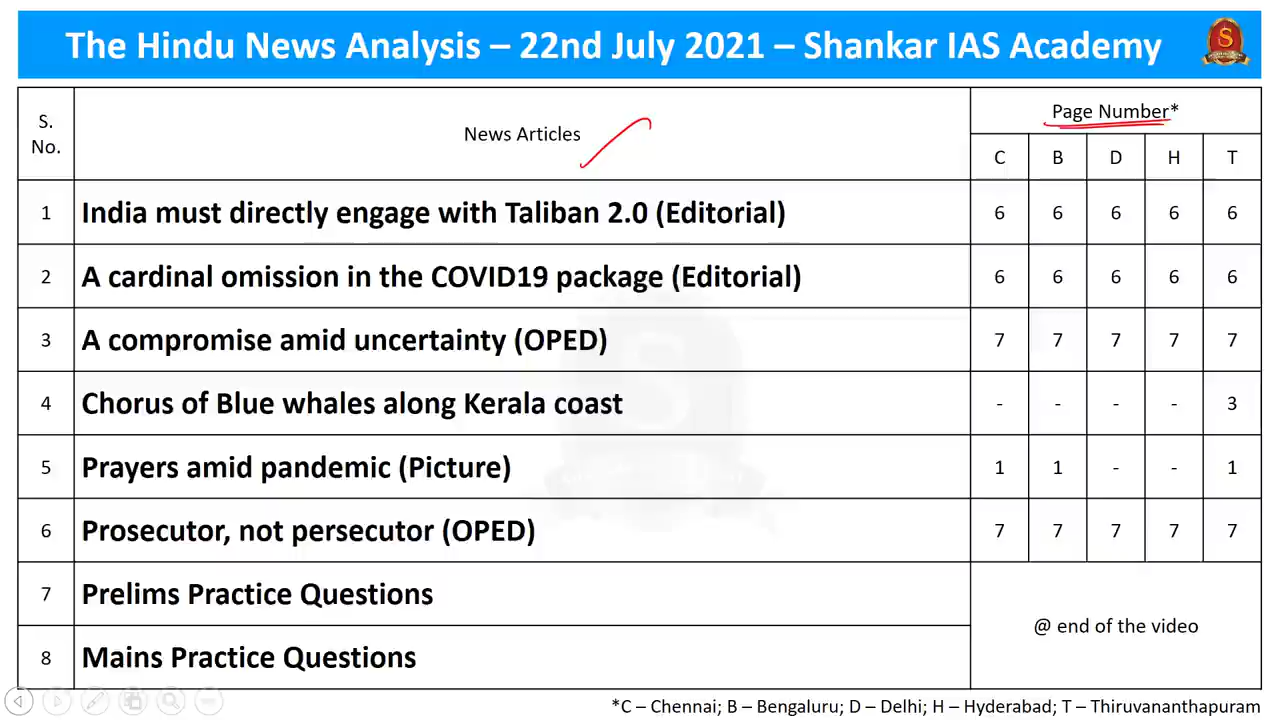 The Hindu News Analysis – 22nd July 2021 – Shankar IAS Academy
S. No. News Articles Page Number*
C B D H T
1 India must directly engage with Taliban 2.0 (Editorial) 6 6 6 6 6
2 A cardinal omission in the COVID19 package (Editorial) 6 6 6 6 6
3 A compromise amid uncertainty (OPED) 7 7 7 7 7
4 Chorus of Blue whales along Kerala coast - - - - 3
5 Prayers amid pandemic (Picture) 1 1 - - 1
6 Prosecutor, not persecutor (OPED) 7 7 7 7 7
7 Prelims Practice Questions
@ end of the video
8 Mains Practice Questions
*C – Chennai; B – Bengaluru; D – Delhi; H – Hyderabad; T – Thiruvananthapuram